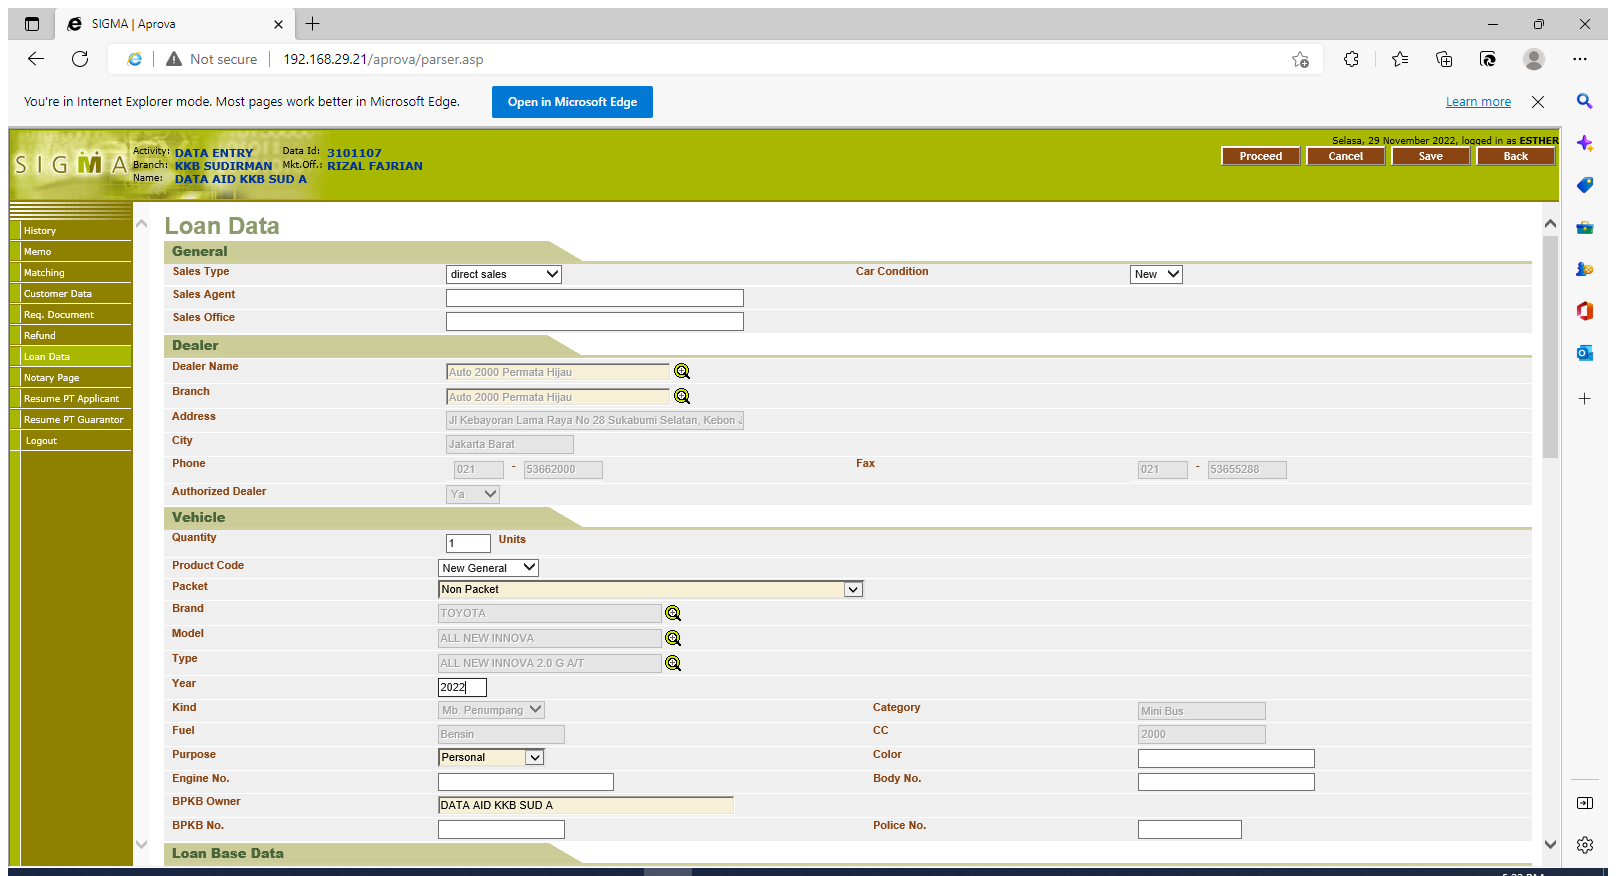 SIGMA | Aprova
Not secure 192.168.29.21/aprova/parser.asp
You're in Internet Explorer mode. Most pages work better in Microsoft Edge. Open in Microsoft Edge Learn more
Selasa, 29 November 2022, logged in as ESTHER
SIGMA
Activity: DATA ENTRY Data Id: 3101107
Branch: KKB SUDIRMAN Mkt.Off.: RIZAL FAJRIAN
Name: DATA AID KKB SUD A
Proceed Cancel Save Back
History
Memo
Matching
Customer Data
Req. Document
Refund
Loan Data
Notary Page
Resume PT Applicant
Resume PT Guarantor
Logout
Loan Data
General
Sales Type direct sales Car Condition New
Sales Agent
Sales Office
Dealer
Dealer Name Auto 2000 Permata Hijau
Branch Auto 2000 Permata Hijau
Address Jl Kebayoran Lama Raya No 28 Sukabumi Selatan, Kebon
City Jakarta Barat
Phone 021 - 53662000 Fax 021 - 53655288
Authorized Dealer Ya
Vehicle
Quantity 1 Units
Product Code New General
Packet Non Packet
Brand TOYOTA
Model ALL NEW INNOVA
Type ALL NEW INNOVA 2.0 G A/T
Year 2022
Kind Mb. Penumpang Category Mini Bus
Fuel Bensin CC 2000
Purpose Personal Color
Engine No. Body No.
BPKB Owner DATA AID KKB SUD A
BPKB No. Police No.
Loan Base Data